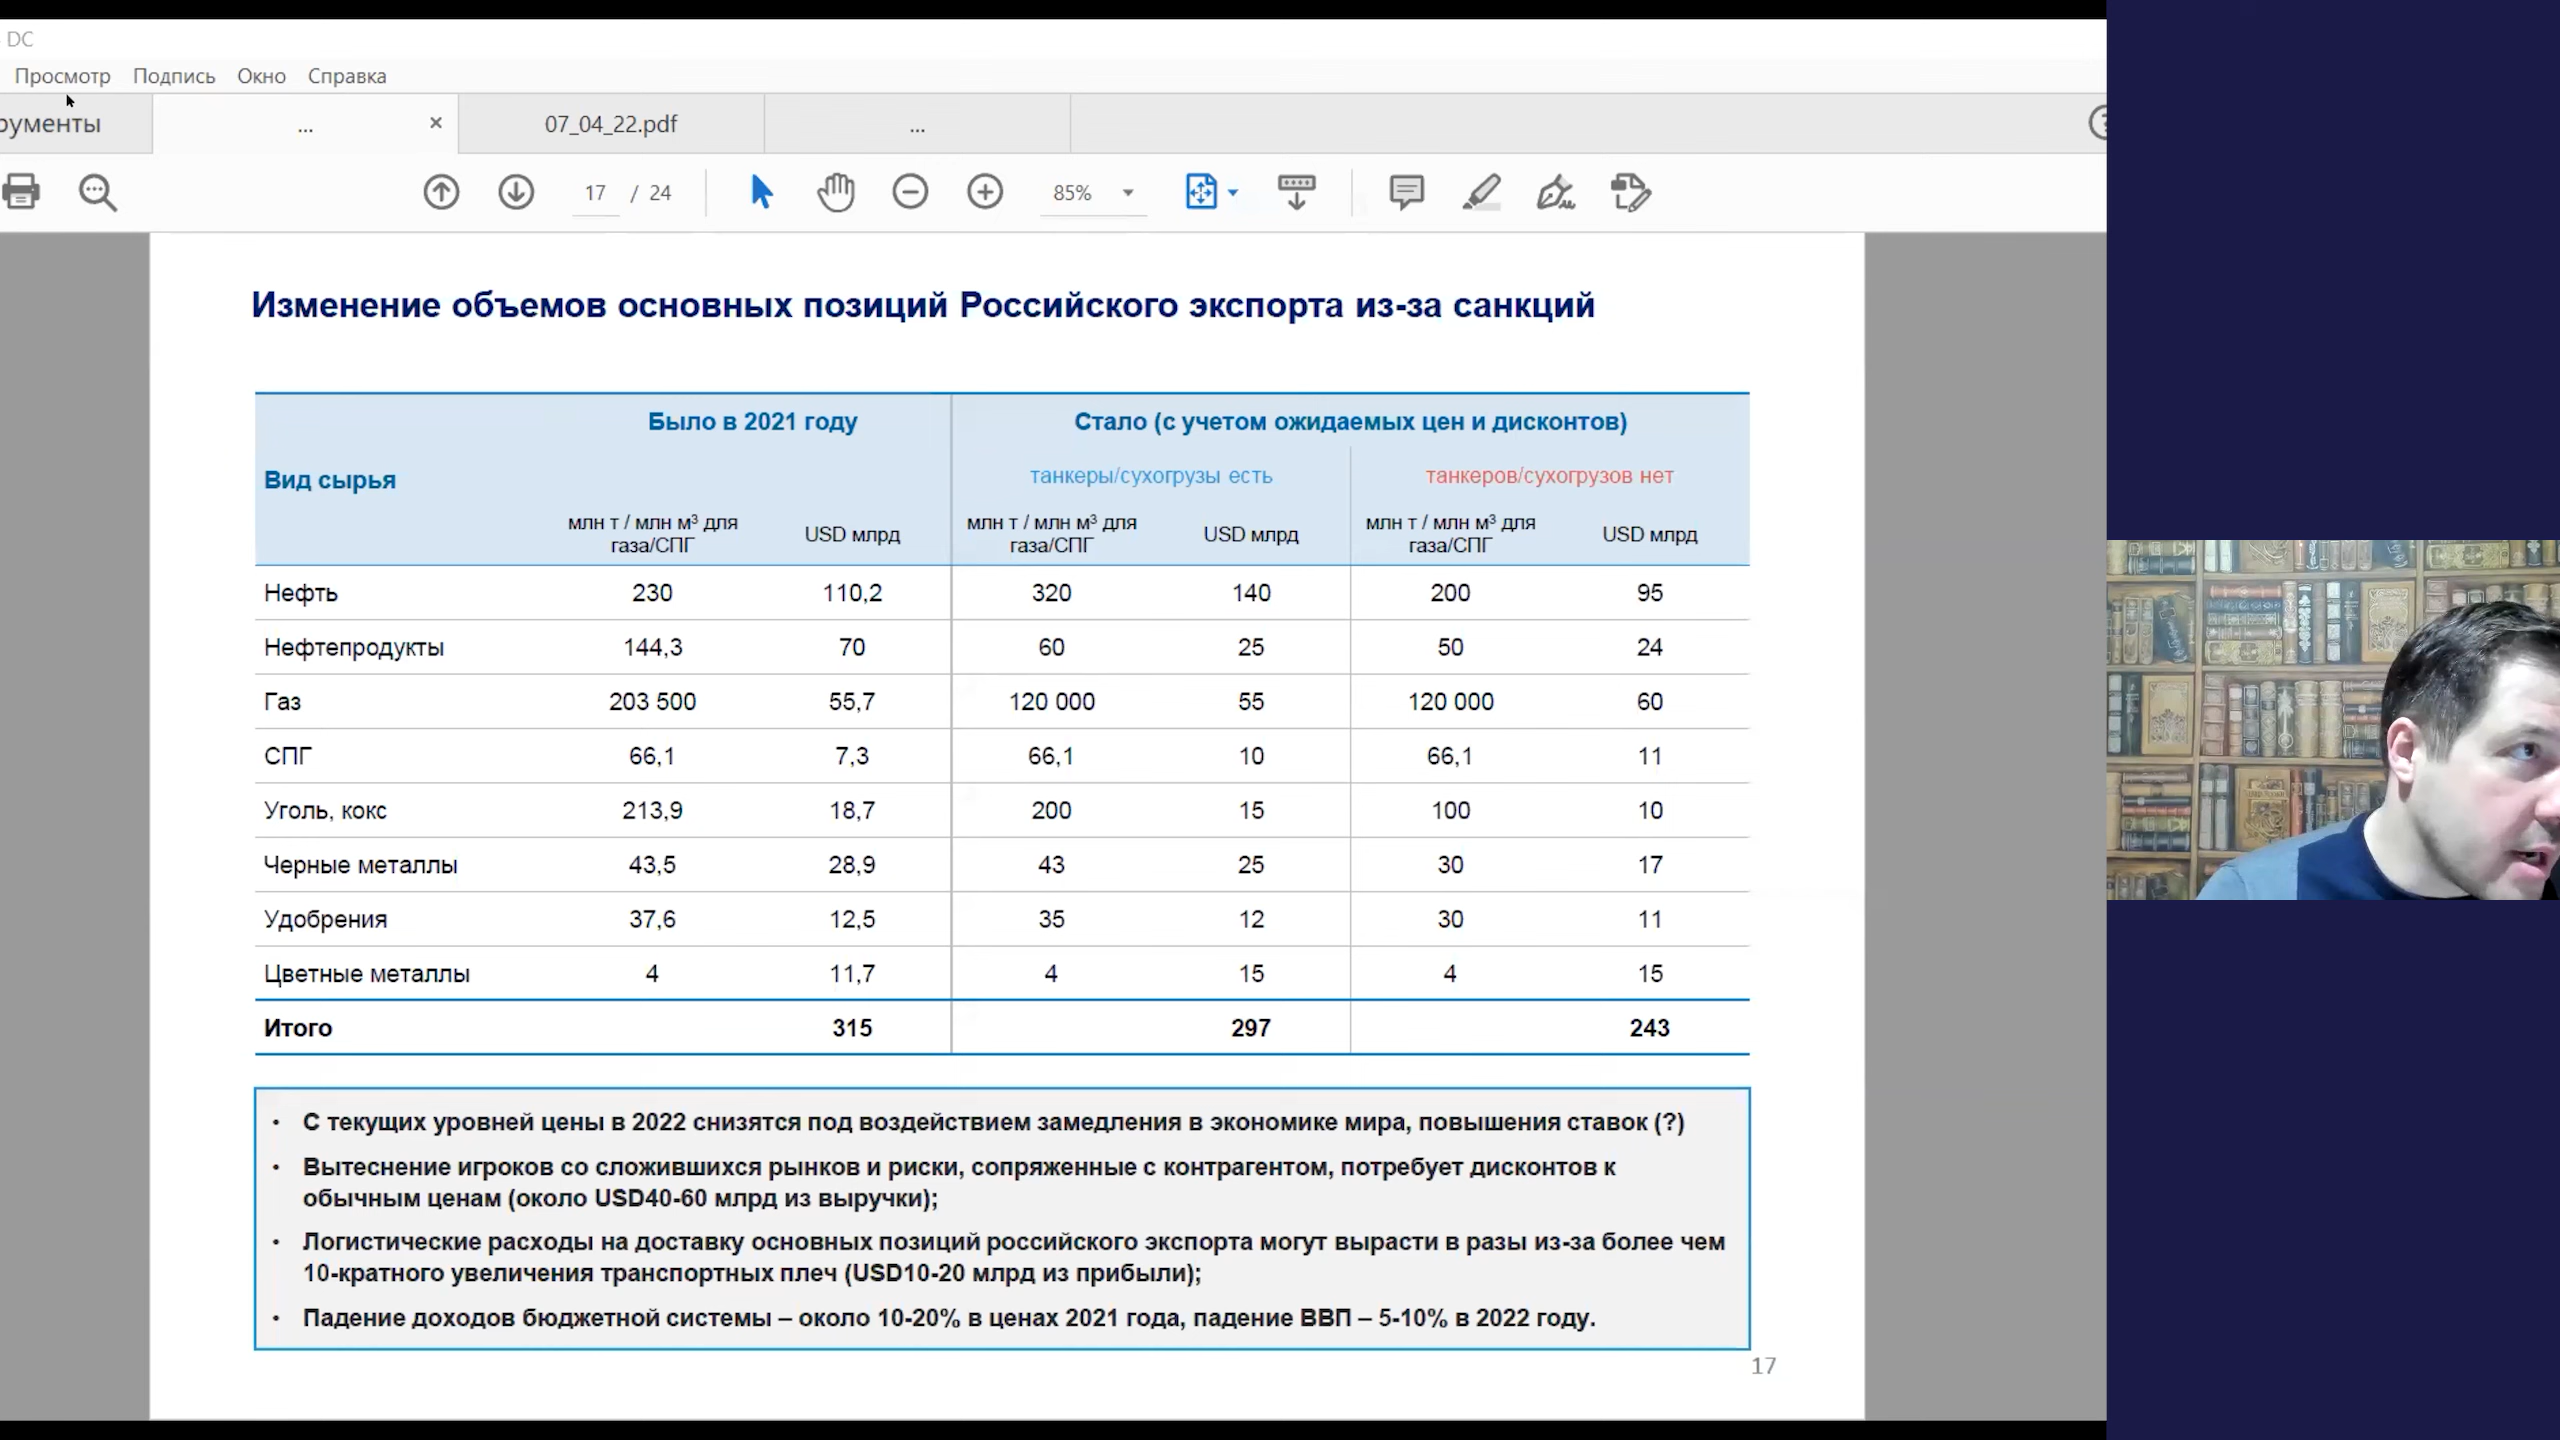 DC
Просмотр Подпись Окно Справка
рументы ... × 07_04_22.pdf ...
17 / 24 85%
Изменение объемов основных позиций Российского экспорта из-за санкций
Вид сырья Было в 2021 году Стало (с учетом ожидаемых цен и дисконтов)
танкеры/сухогрузы есть танкеров/сухогрузов нет
млн т / млн м³ для газа/СПГ USD млрд млн т / млн м³ для газа/СПГ USD млрд млн т / млн м³ для газа/СПГ USD млрд
Нефть 230 110,2 320 140 200 95
Нефтепродукты 144,3 70 60 25 50 24
Газ 203 500 55,7 120 000 55 120 000 60
СПГ 66,1 7,3 66,1 10 66,1 11
Уголь, кокс 213,9 18,7 200 15 100 10
Черные металлы 43,5 28,9 43 25 30 17
Удобрения 37,6 12,5 35 12 30 11
Цветные металлы 4 11,7 4 15 4 15
Итого 315 297 243
• С текущих уровней цены в 2022 снизятся под воздействием замедления в экономике мира, повышения ставок (?)
• Вытеснение игроков со сложившихся рынков и риски, сопряженные с контрагентом, потребует дисконтов к
обычным ценам (около USD40-60 млрд из выручки);
• Логистические расходы на доставку основных позиций российского экспорта могут вырасти в разы из-за более чем
10-кратного увеличения транспортных плеч (USD10-20 млрд из прибыли);
• Падение доходов бюджетной системы – около 10-20% в ценах 2021 года, падение ВВП – 5-10% в 2022 году.
17